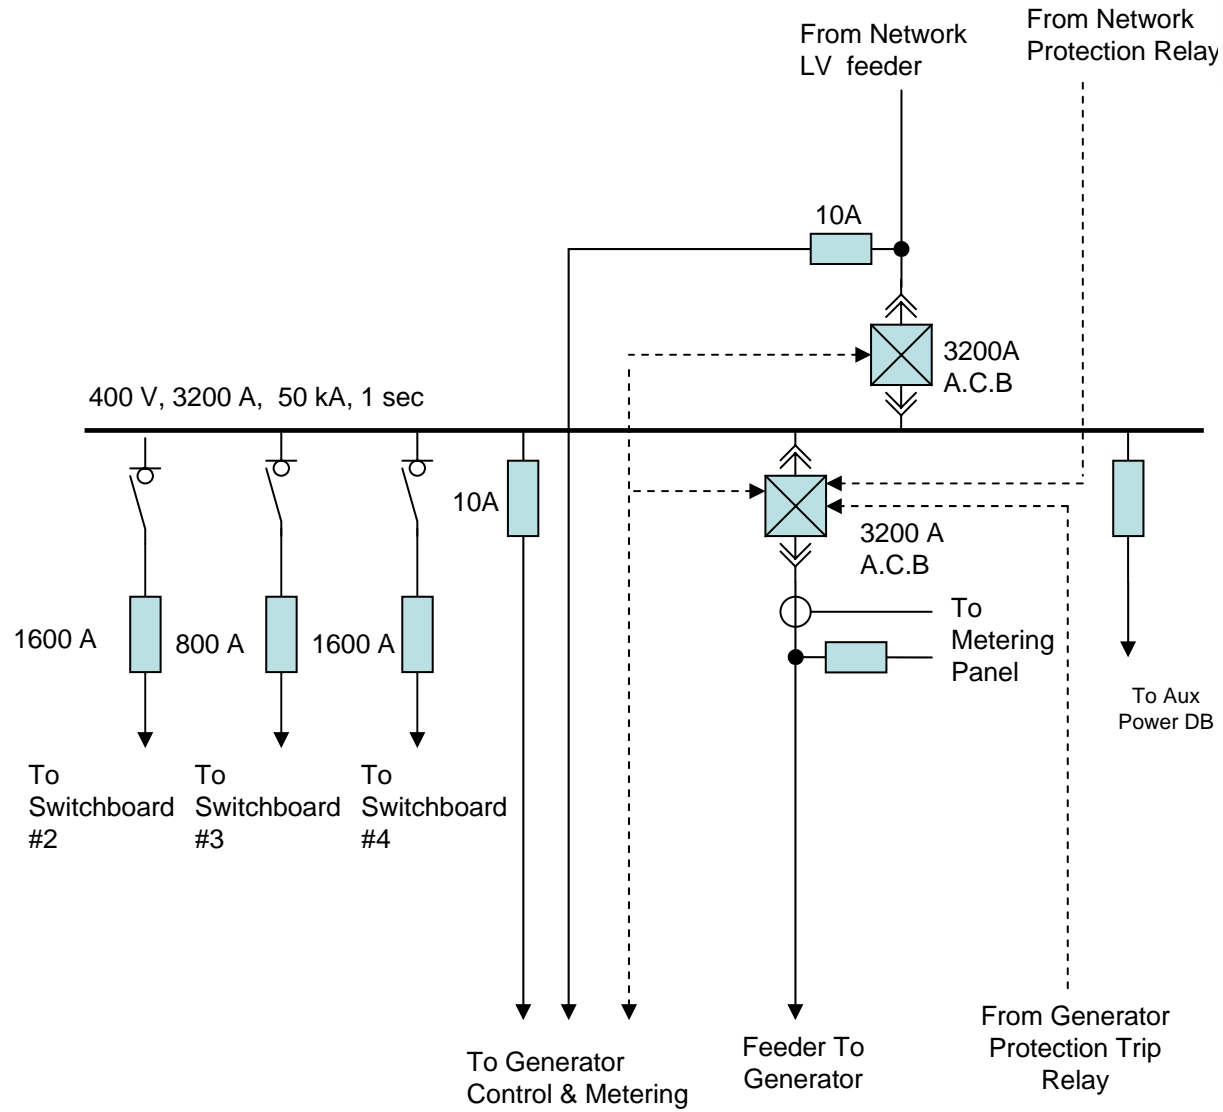 From Network
LV feeder
From Network
Protection Relay
10A
3200A
A.C.B
400 V, 3200 A, 50 kA, 1 sec
10A
3200 A
A.C.B
1600 A
800 A
1600 A
To
Metering
Panel
To Aux
Power DB
To
Switchboard
#2
To
Switchboard
#3
To
Switchboard
#4
To Generator
Control & Metering
Feeder To
Generator
From Generator
Protection Trip
Relay